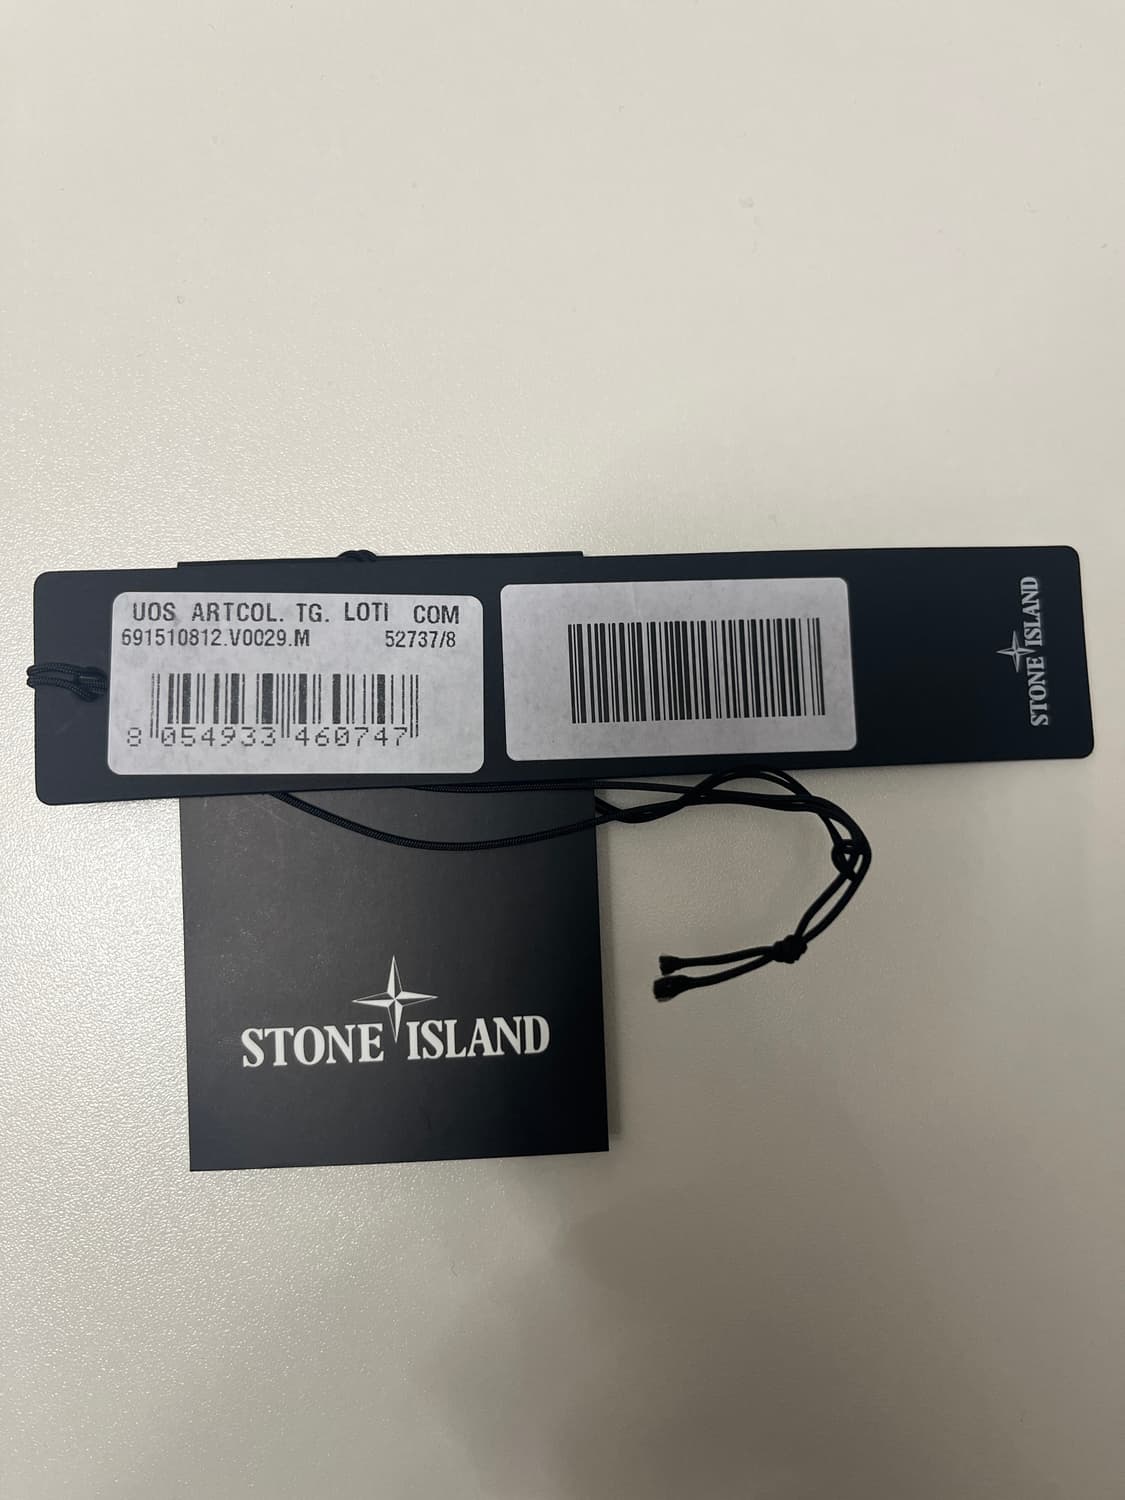 UOS ARTCOL. TG. LOTI COM
691510812.V0029.M 52737/8
8 054933 460747
STONE ISLAND
STONE ISLAND